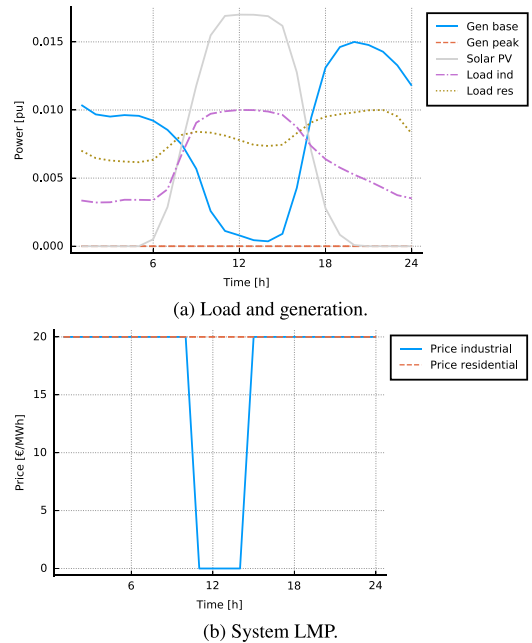 Power [pu]
0.015
0.010
0.005
0.000
6
12
18
24
Time [h]
Gen base
Gen peak
Solar PV
Load ind
Load res
(a) Load and generation.
Price [€/MWh]
20
15
10
5
0
6
12
18
24
Time [h]
Price industrial
Price residential
(b) System LMP.